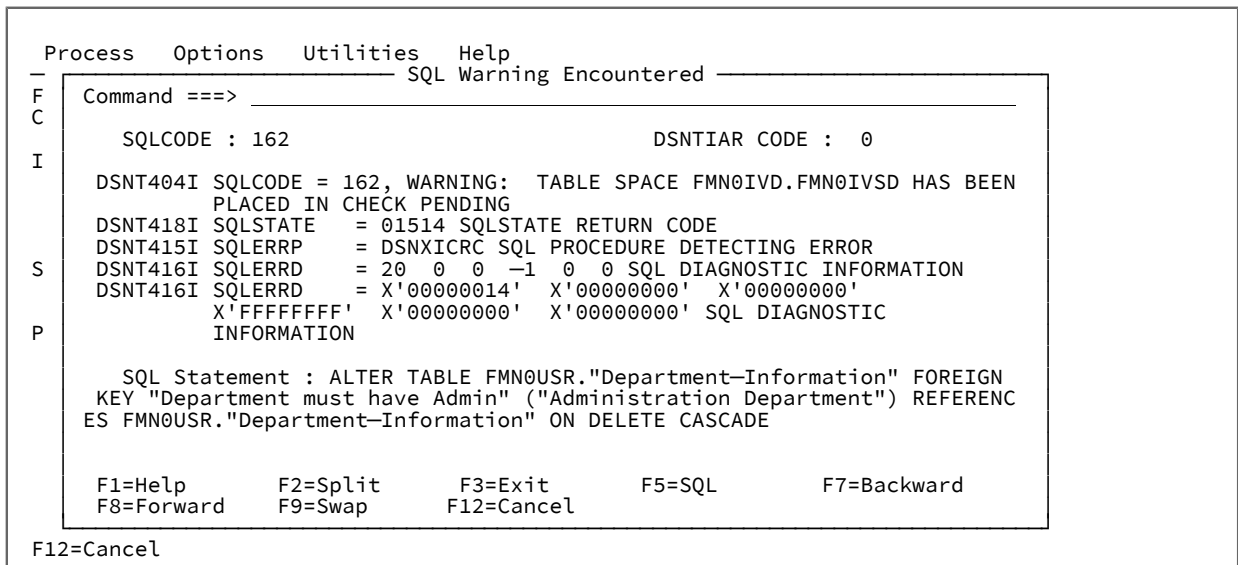 Process Options Utilities Help
SQL Warning Encountered
F Command ===>
C
SQLCODE : 162 DSNTIAR CODE : 0
I
DSNT404I SQLCODE = 162, WARNING: TABLE SPACE FMN0IVD.FMN0IVSD HAS BEEN
PLACED IN CHECK PENDING
DSNT418I SQLSTATE = 01514 SQLSTATE RETURN CODE
DSNT415I SQLERRP = DSNXICRC SQL PROCEDURE DETECTING ERROR
S DSNT416I SQLERRD = 20 0 0 —1 0 0 SQL DIAGNOSTIC INFORMATION
DSNT416I SQLERRD = X'00000014' X'00000000' X'00000000'
X'FFFFFFFF' X'00000000' X'00000000' SQL DIAGNOSTIC
P INFORMATION
SQL Statement : ALTER TABLE FMN0USR."Department—Information" FOREIGN
KEY "Department must have Admin" ("Administration Department") REFERENC
ES FMN0USR."Department—Information" ON DELETE CASCADE
F1=Help F2=Split F3=Exit F5=SQL F7=Backward
F8=Forward F9=Swap F12=Cancel
F12=Cancel